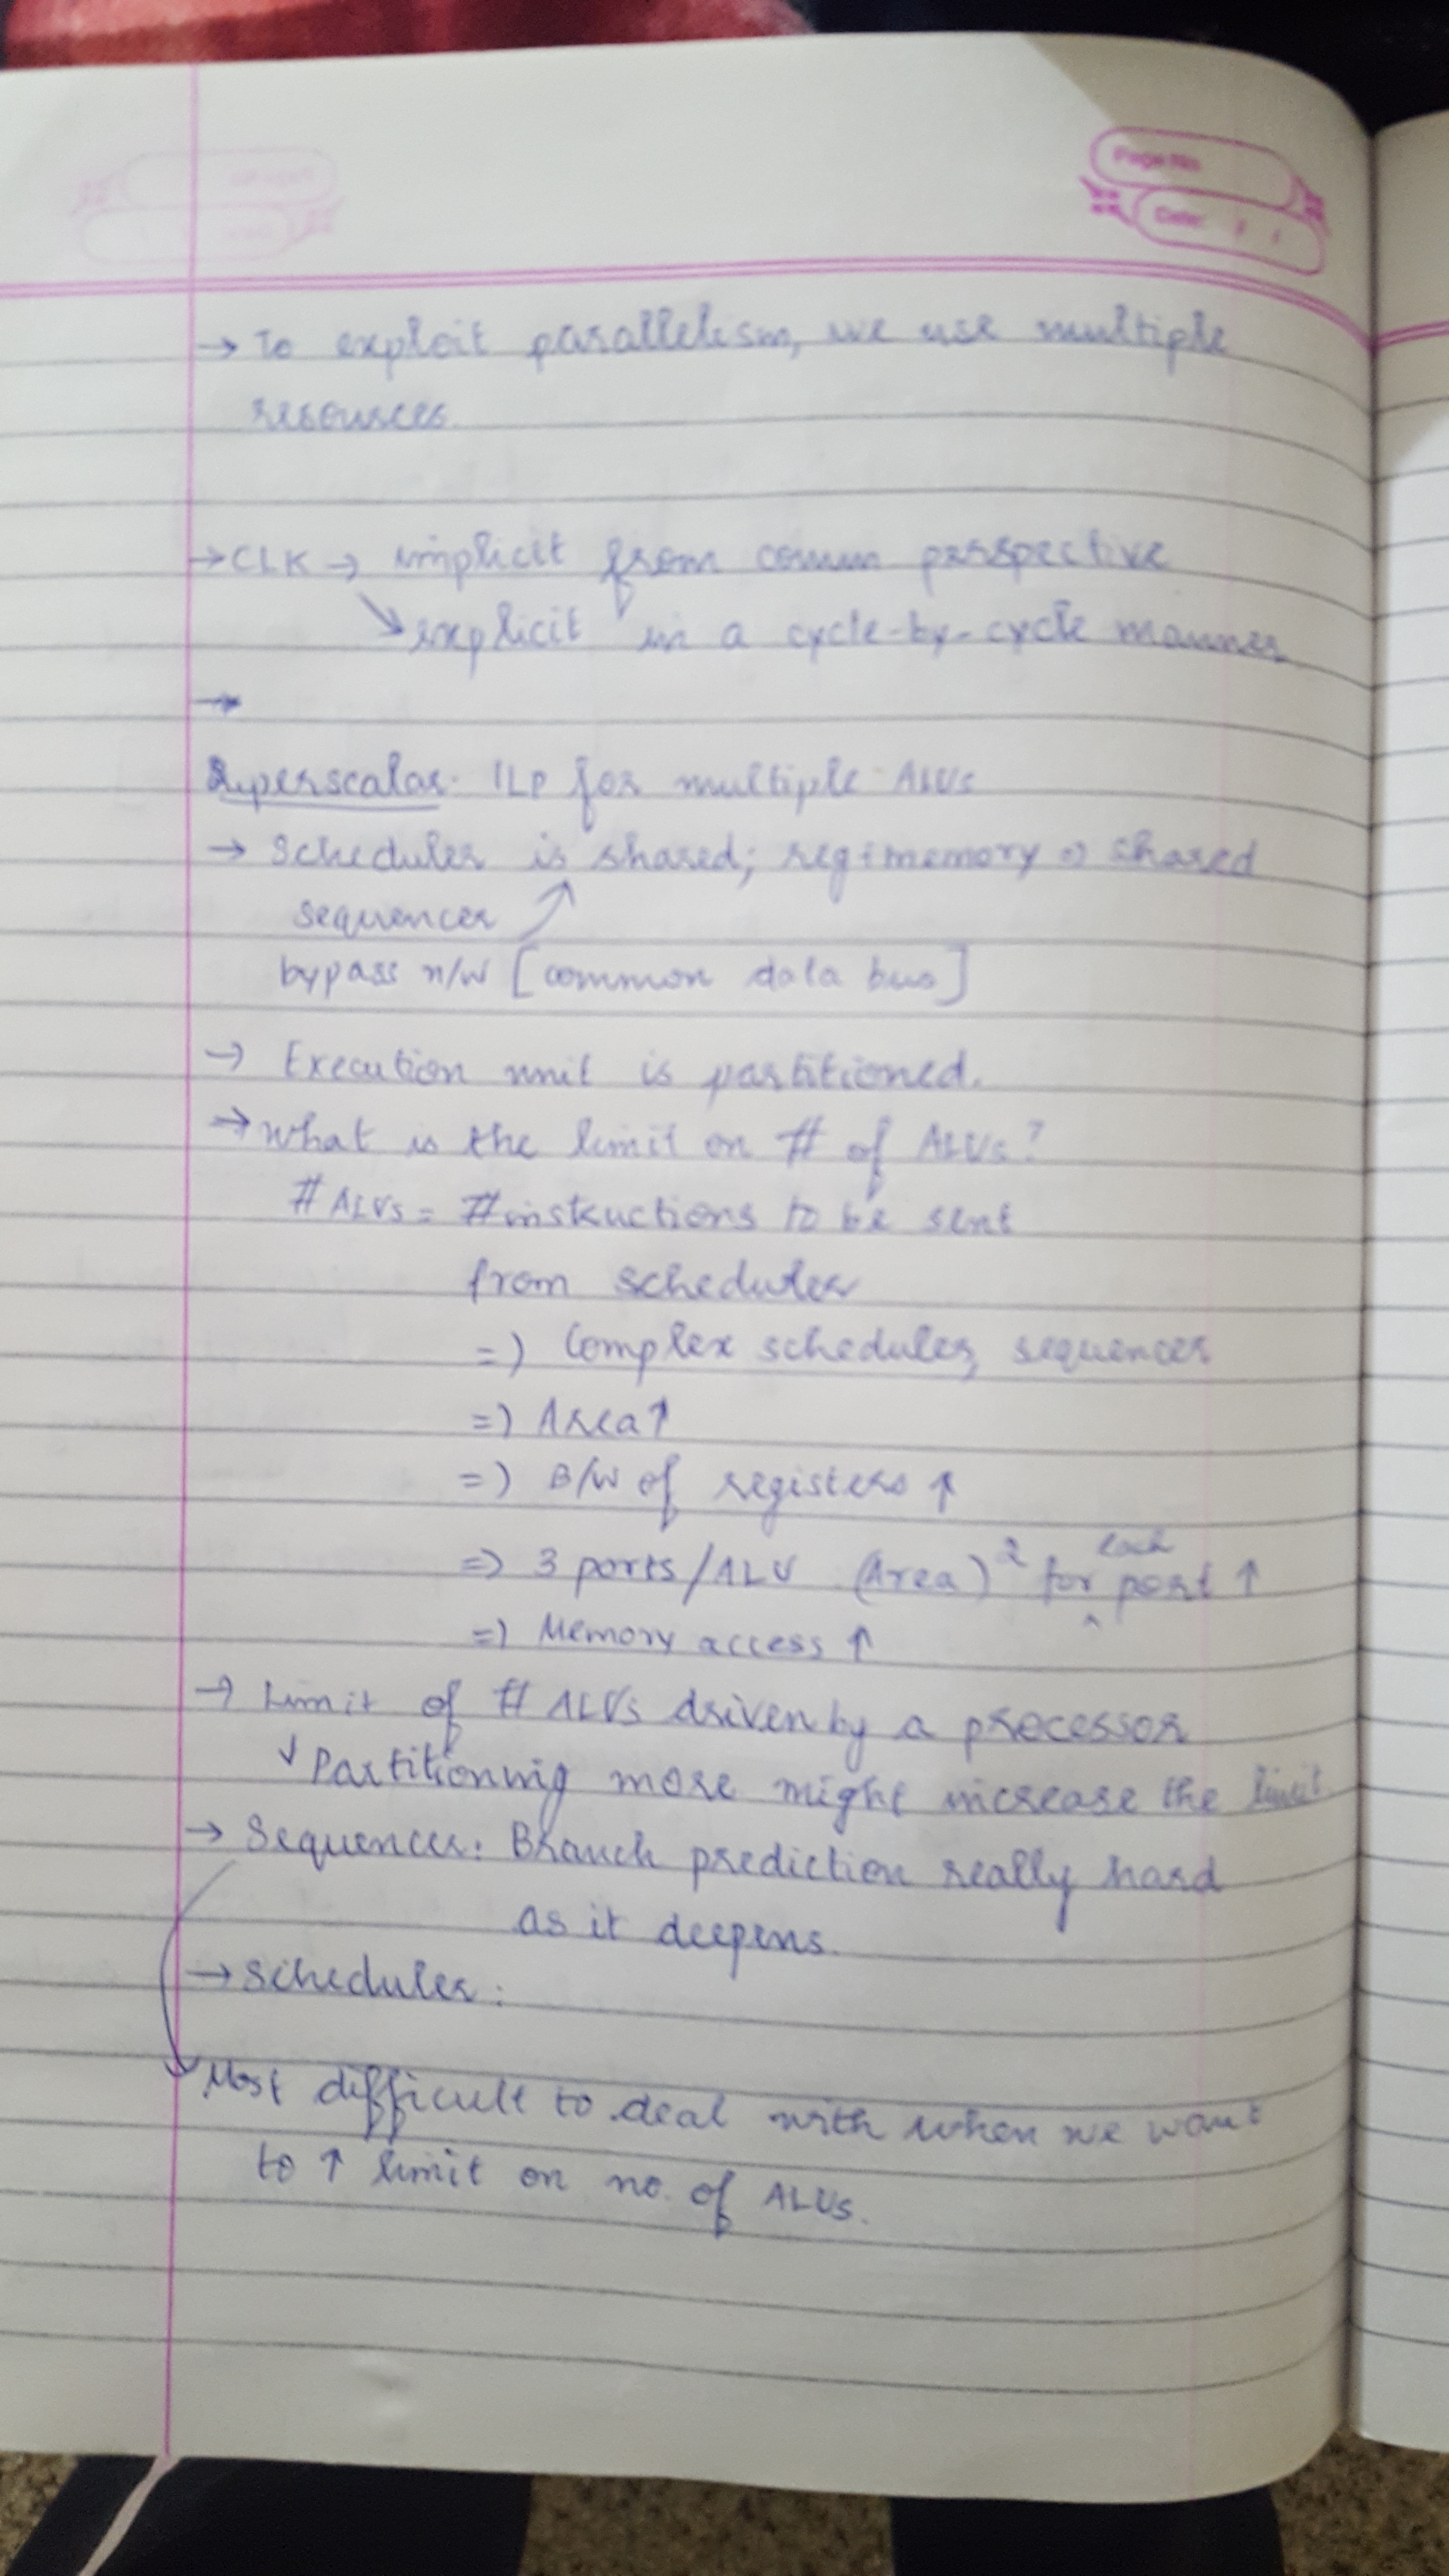 Page No.
Date: / /
→ To exploit parallelism, we use multiple
resources.
→ CLK → implicit from comm perspective
↘ explicit in a cycle-by-cycle manner
→
Superscalar: ILP for multiple ALUs
→ Scheduler is shared; reg+memory → shared
sequencer
bypass n/w [common data bus]
→ Execution unit is partitioned.
→ What is the limit on # of ALUs?
# ALUs = # instructions to be sent
from scheduler
=> Complex scheduler, sequencer
=> Area ↑
=> B/W of registers ↑
=> 3 ports/ALU (Area)² for each port ↑
=> Memory access ↑
→ Limit of # ALUs driven by a processor
↓ Partitioning more might increase the limit.
→ Sequencer: Branch prediction really hard
as it deepens.
→ Scheduler:
Most difficult to deal with when we want
to ↑ limit on no. of ALUs.